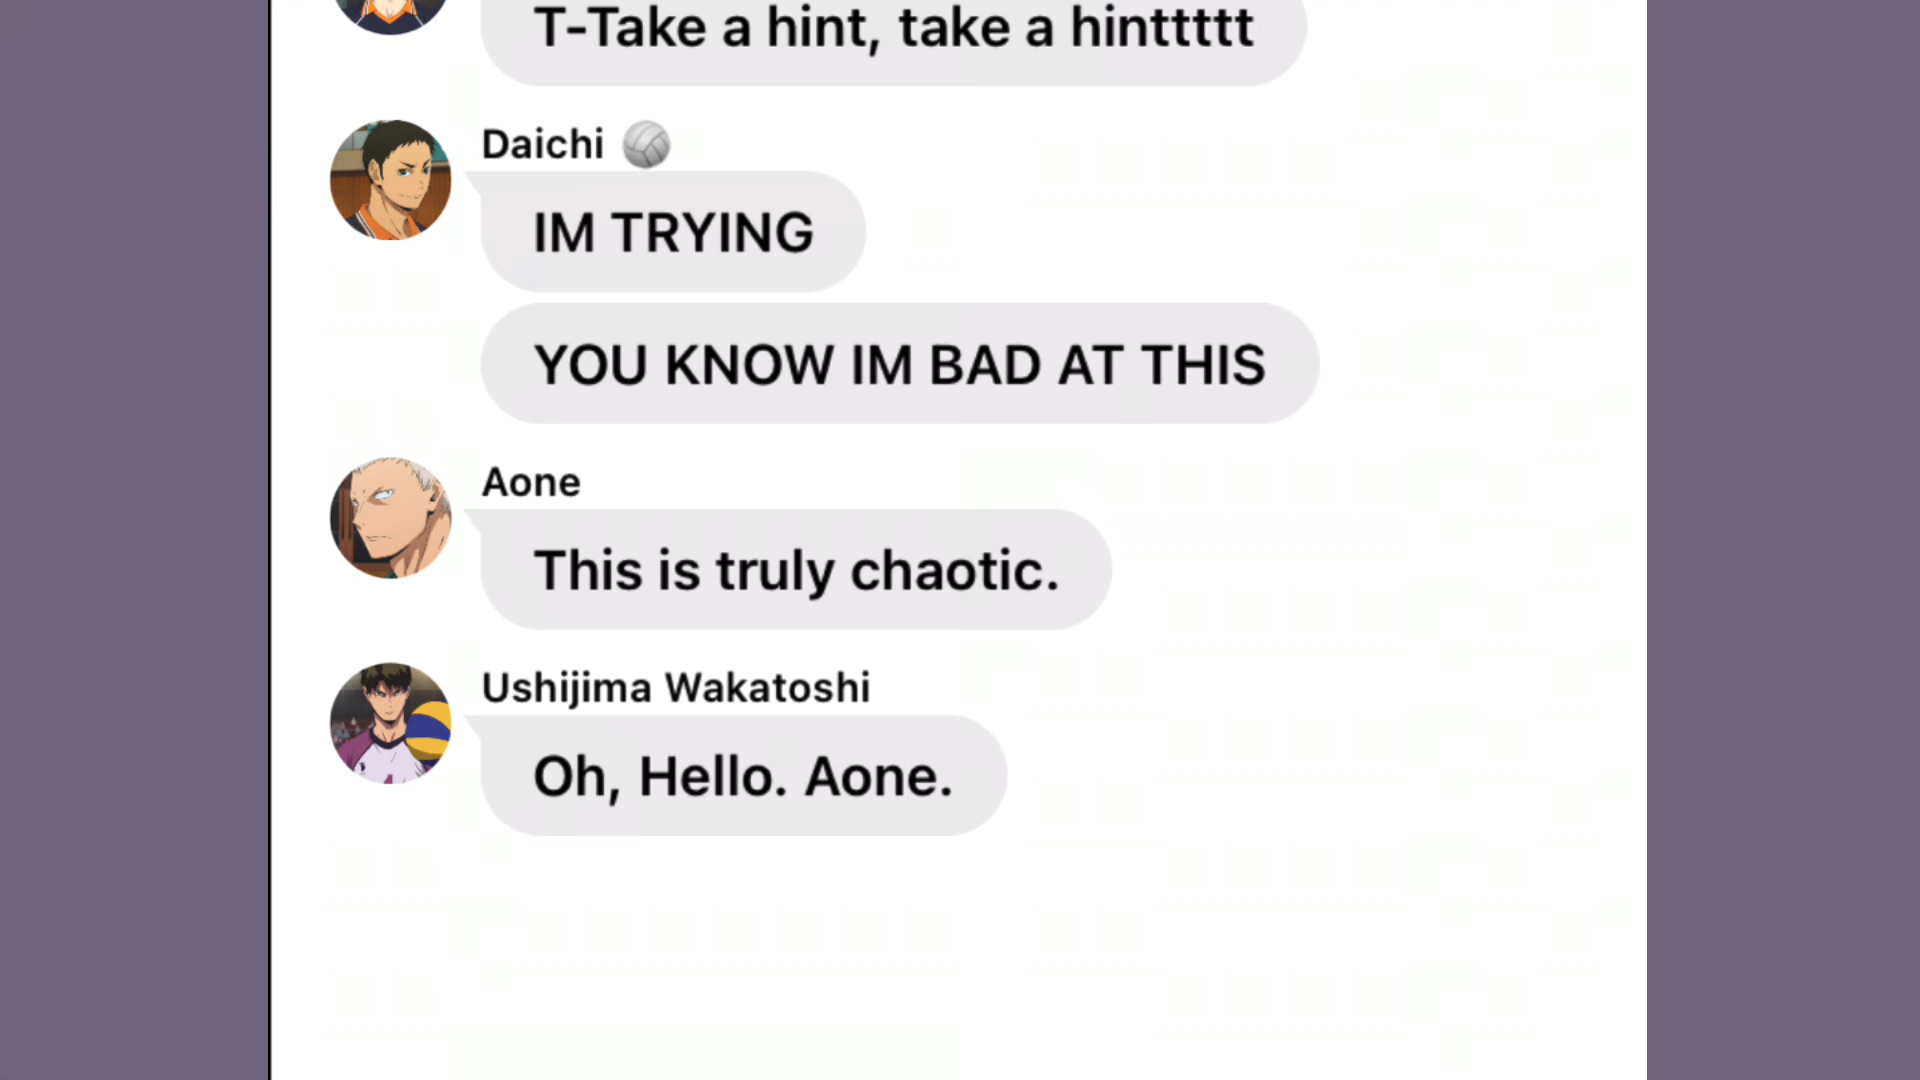 T-Take a hint, take a hinttttt
Daichi 🏐
IM TRYING
YOU KNOW IM BAD AT THIS
Aone
This is truly chaotic.
Ushijima Wakatoshi
Oh, Hello. Aone.